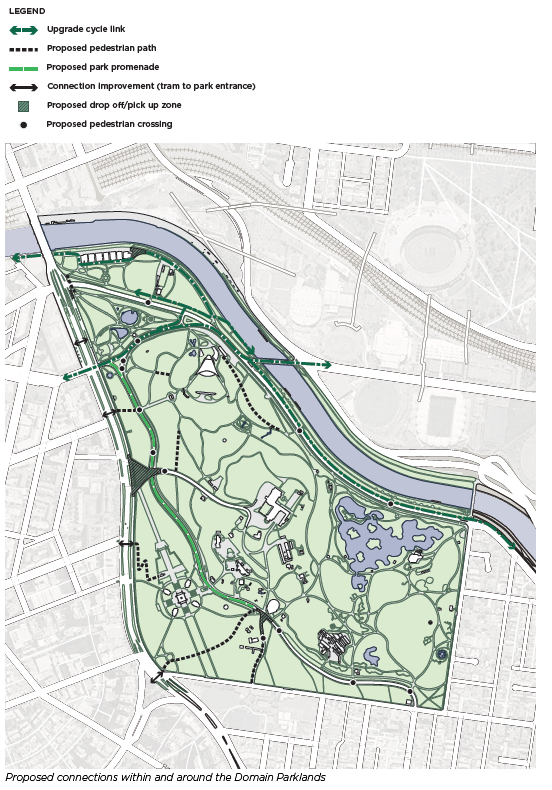 LEGEND
Upgrade cycle link
Proposed pedestrian path
Proposed park promenade
Connection improvement (tram to park entrance)
Proposed drop off/pick up zone
Proposed pedestrian crossing
Proposed connections within and around the Domain Parklands